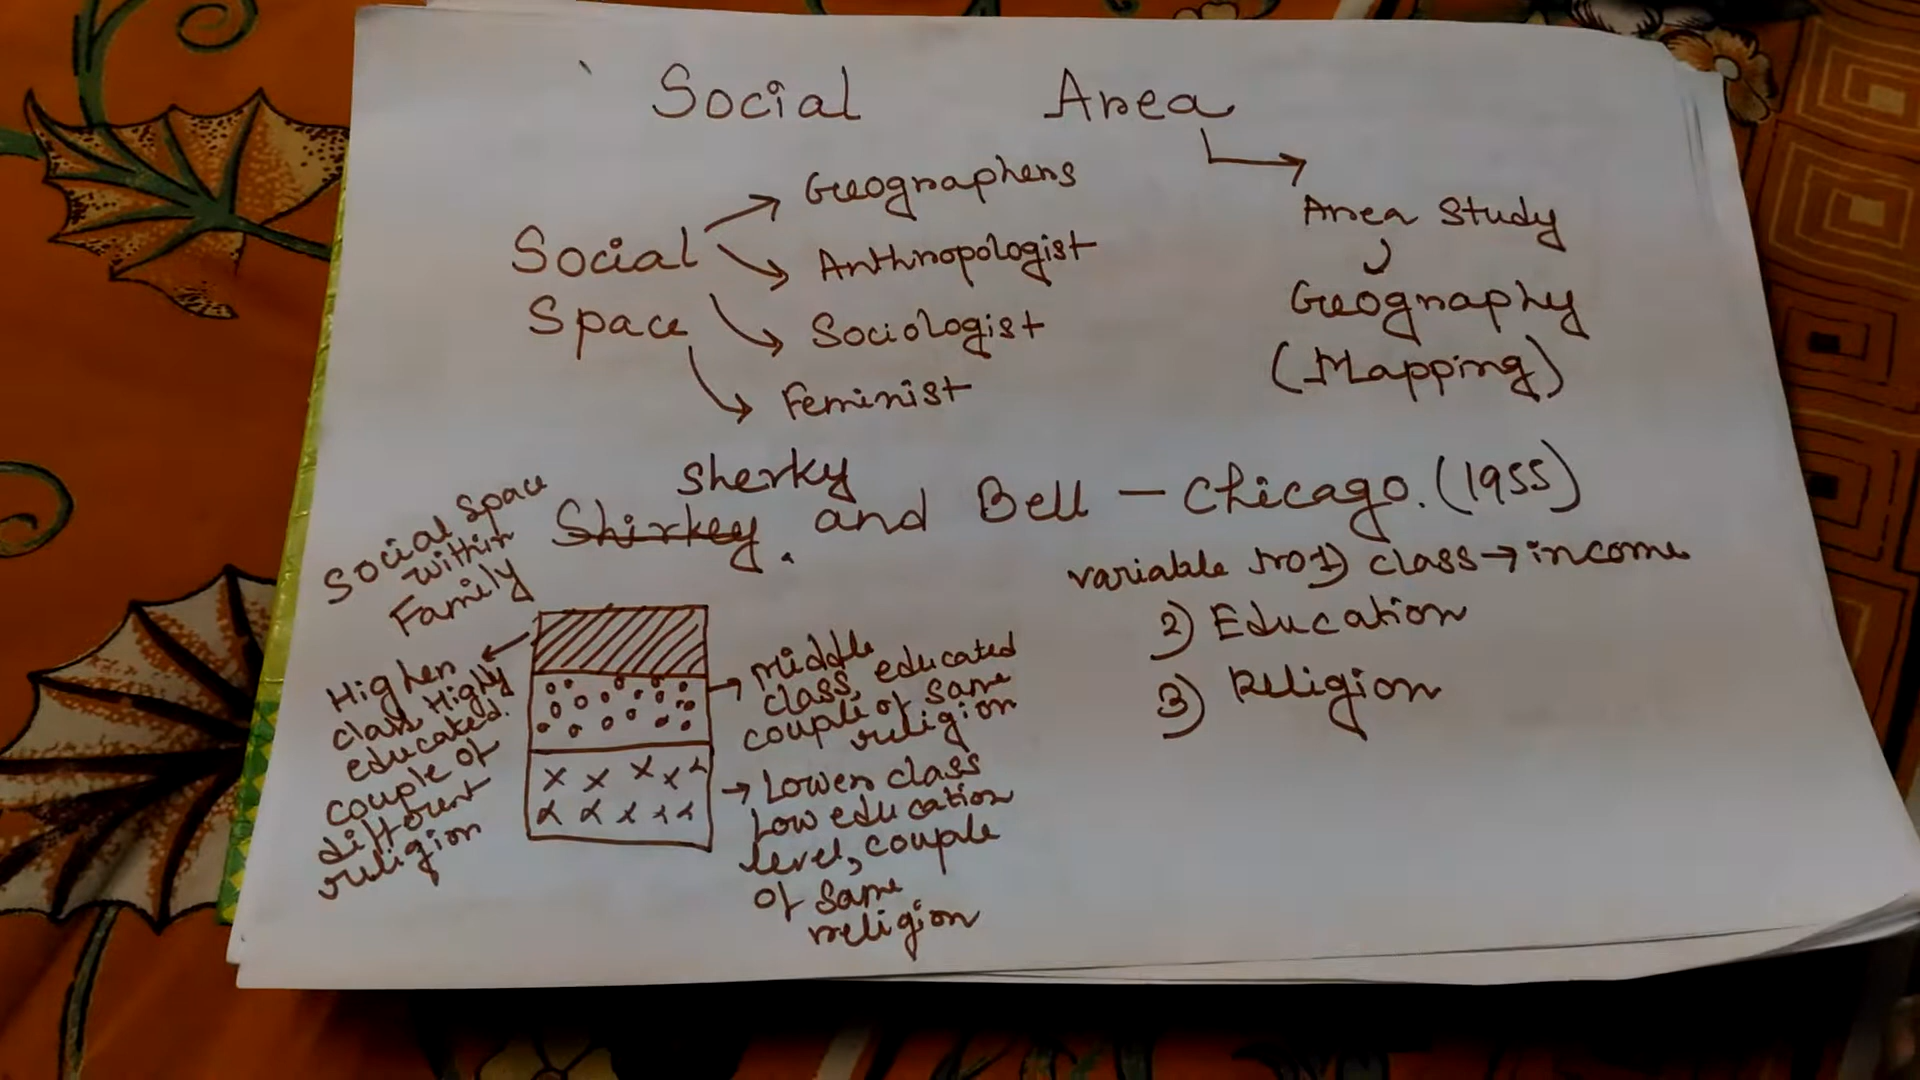 Social Area
Social
Space
Geographers
Anthropologist
Sociologist
Feminist
Area Study
Geography
(Mapping)
Sherky
Shirkey and Bell – Chicago. (1955)
variable no 1) class → income
2) Education
3) Religion
Social Space
within
Family
Higher
class, Highly
educated.
couple of
different
religion
middle
class, educated
couple of same
religion
Lower class
Low education
level, couple
of same
religion